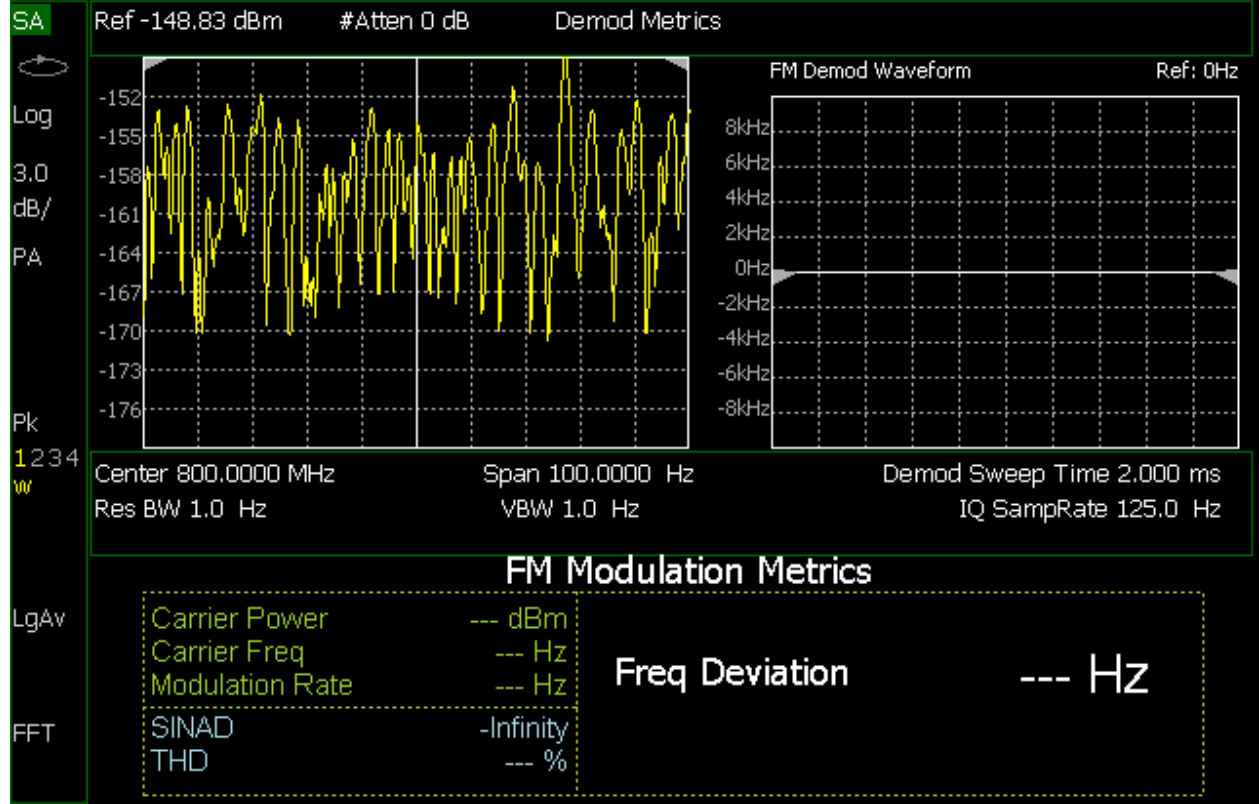 SA
Ref -148.83 dBm #Atten 0 dB Demod Metrics
Log
3.0
dB/
PA
Pk
1234
W
LgAv
FFT
-152
-155
-158
-161
-164
-167
-170
-173
-176
FM Demod Waveform Ref: 0Hz
8kHz
6kHz
4kHz
2kHz
0Hz
-2kHz
-4kHz
-6kHz
-8kHz
Center 800.0000 MHz Span 100.0000 Hz Demod Sweep Time 2.000 ms
Res BW 1.0 Hz VBW 1.0 Hz IQ SampRate 125.0 Hz
FM Modulation Metrics
Carrier Power --- dBm
Carrier Freq --- Hz
Modulation Rate --- Hz
SINAD -Infinity
THD --- %
Freq Deviation --- Hz